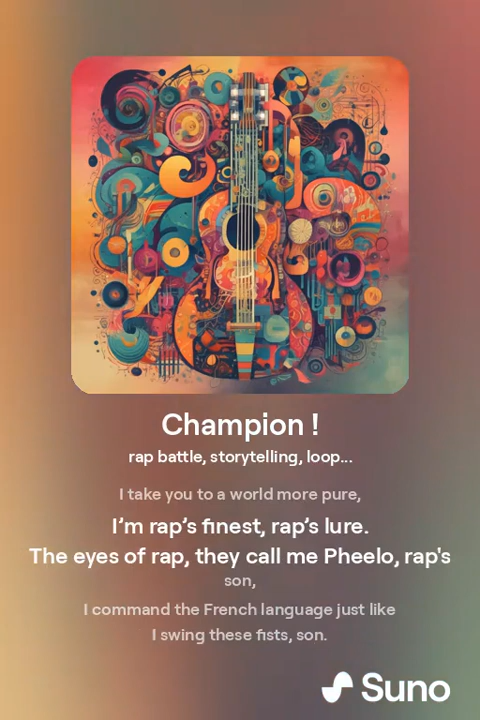 Champion !
rap battle, storytelling, loop...
I take you to a world more pure,
I’m rap’s finest, rap’s lure.
The eyes of rap, they call me Pheelo, rap's
son,
I command the French language just like
I swing these fists, son.
Suno